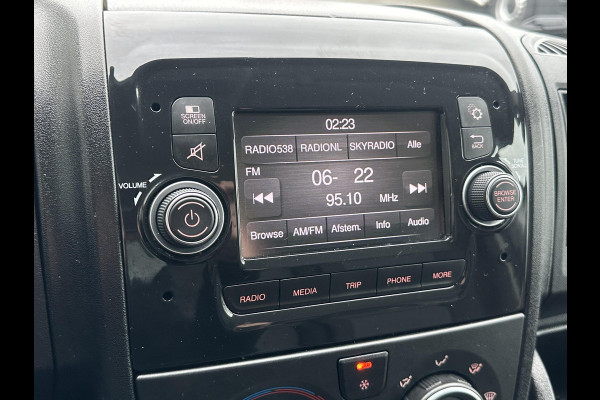 SCREEN
ON/OFF
VOLUME
02:23
RADIO538 RADIONL SKYRADIO Alle
FM
06- 22
95.10 MHz
Browse AM/FM Afstem. Info Audio
BACK
BROWSE
ENTER
RADIO MEDIA TRIP PHONE MORE